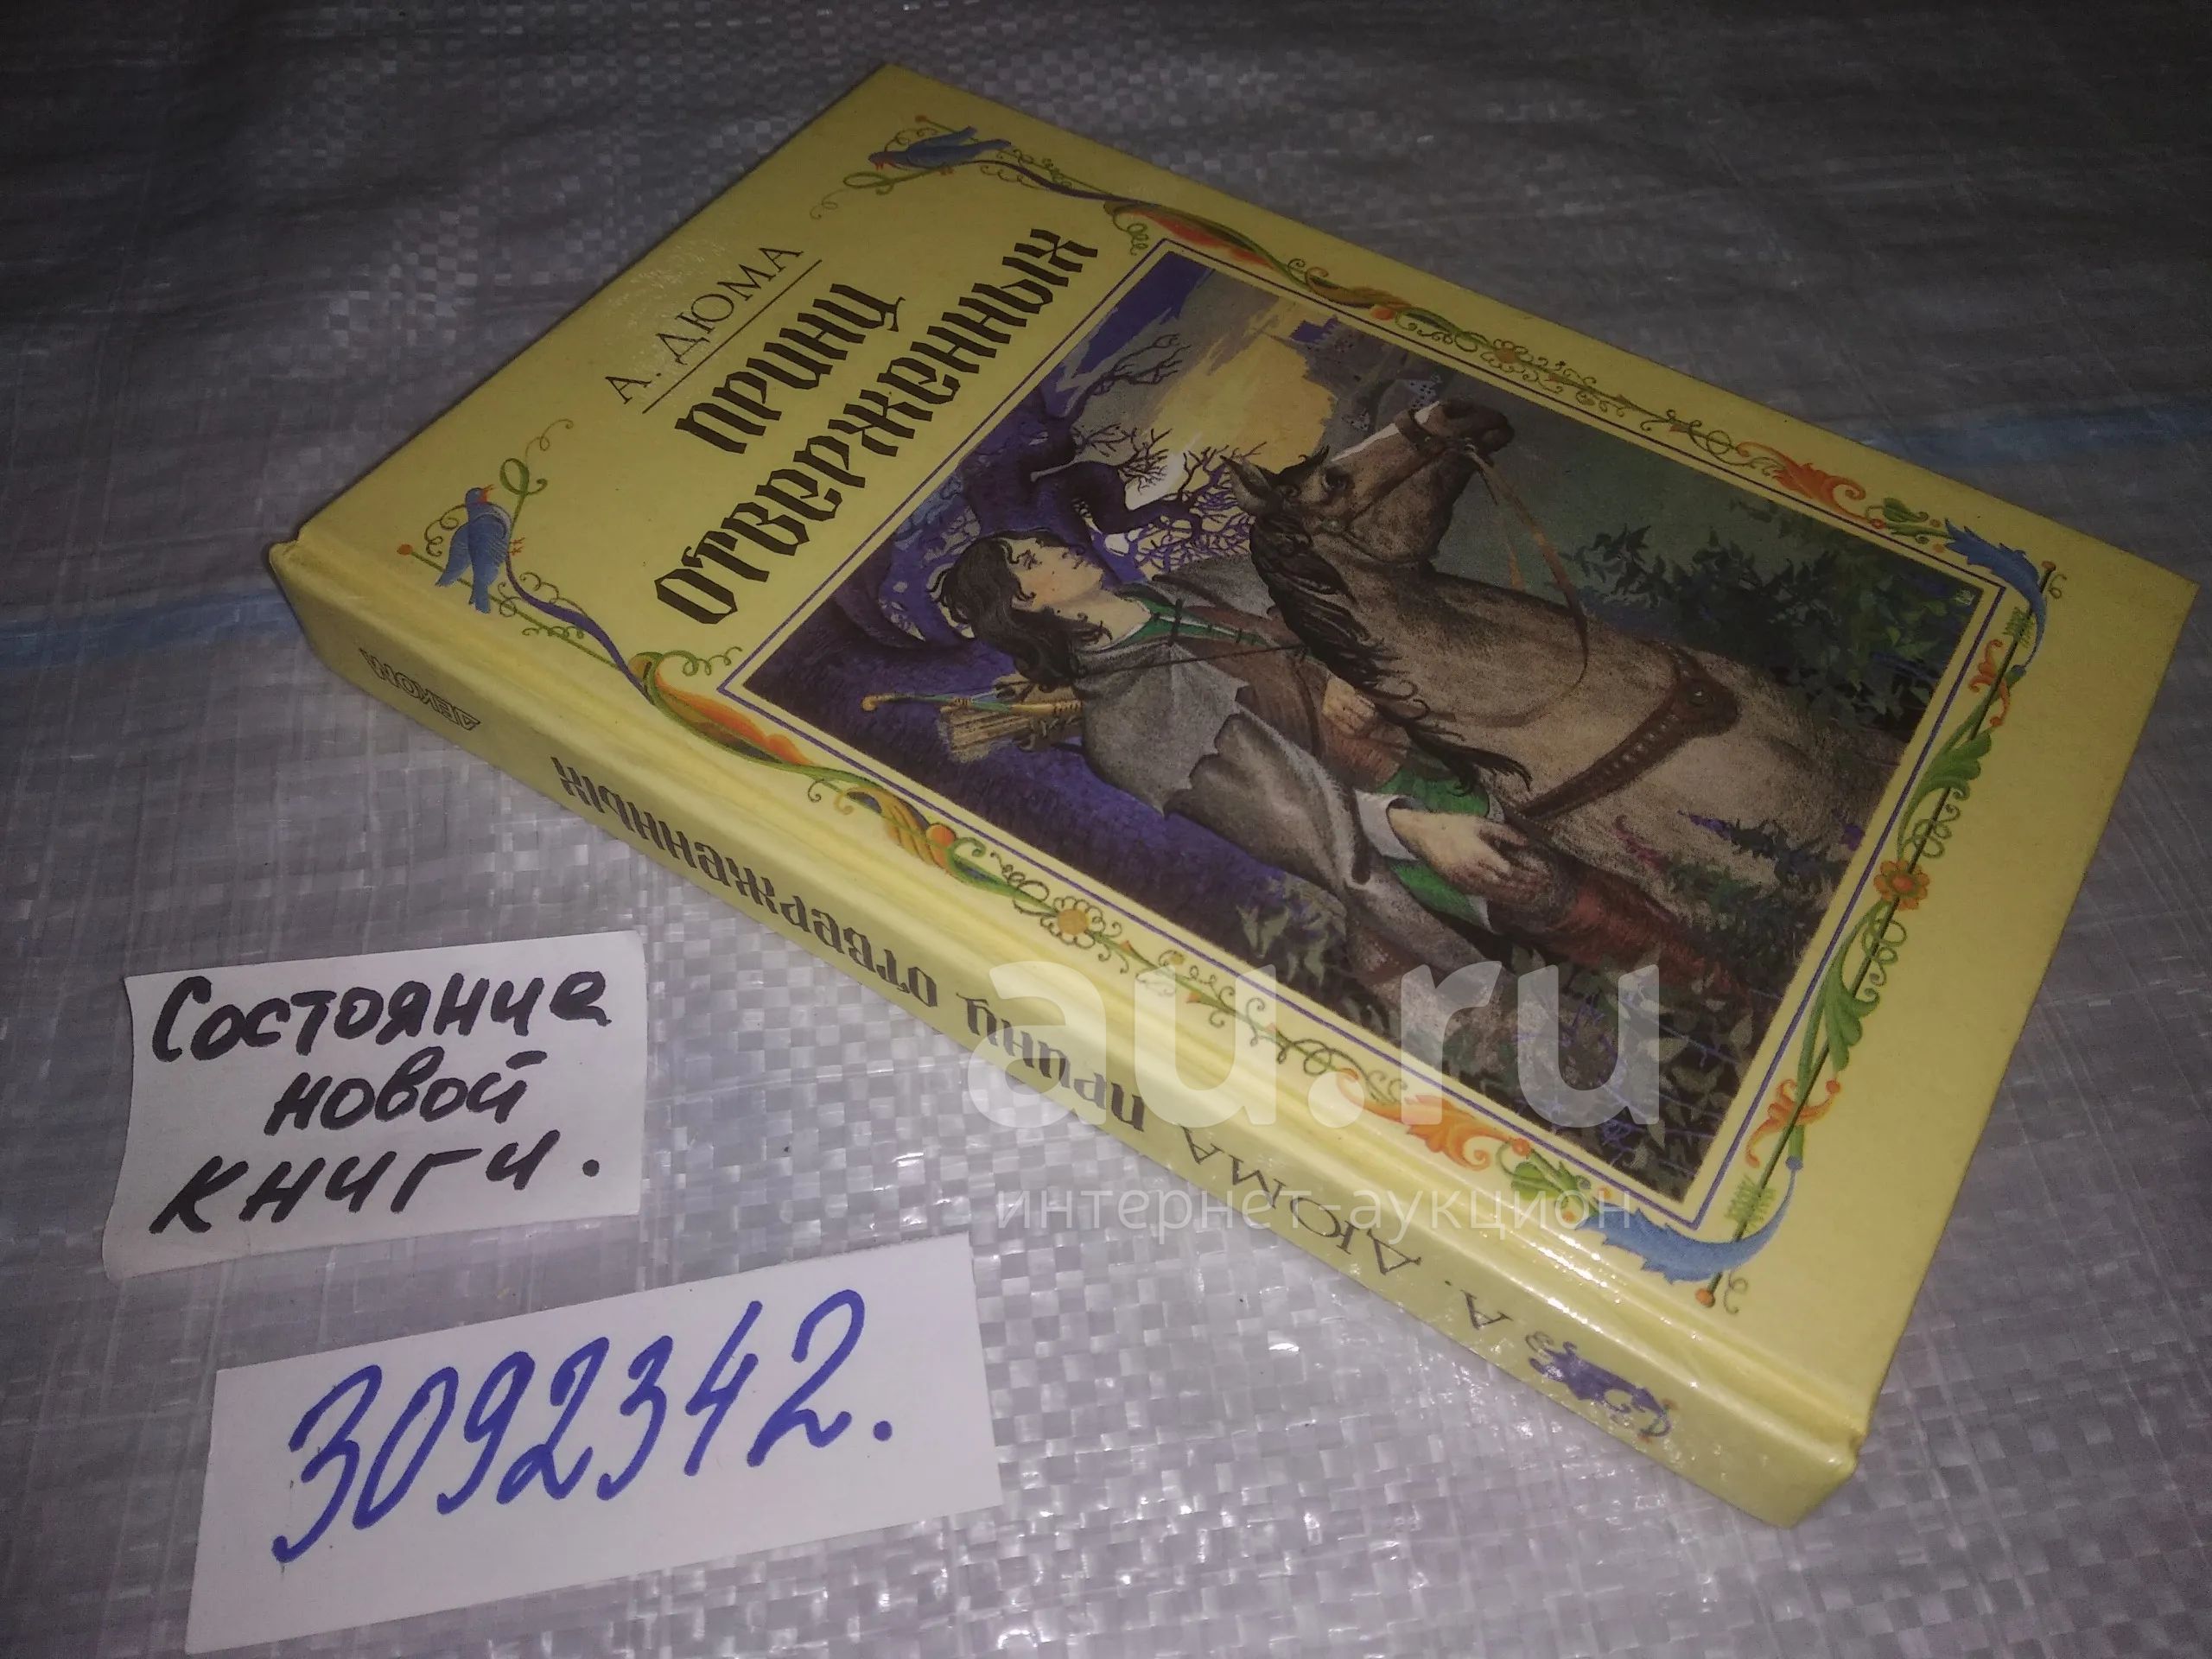 А. ДЮМА
ПРИНЦ
ОТВЕРЖЕННЫХ
А. ДЮМА ПРИНЦ ОТВЕРЖЕННЫХ
Состояние
новой
книги.
3092342.
au.ru
интернет-аукцион